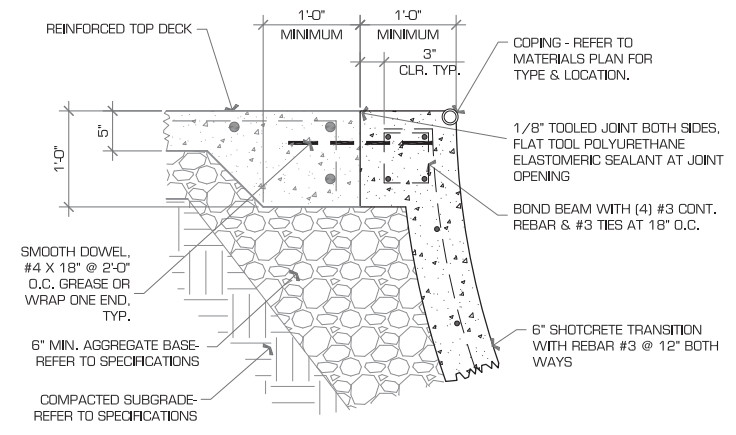 1'-0"
MINIMUM
1'-0"
MINIMUM
3"
CLR. TYP.
REINFORCED TOP DECK
5"
1'-0"
SMOOTH DOWEL,
#4 X 18" @ 2'-0"
O.C. GREASE OR
WRAP ONE END,
TYP.
6" MIN. AGGREGATE BASE-
REFER TO SPECIFICATIONS
COMPACTED SUBGRADE-
REFER TO SPECIFICATIONS
COPING - REFER TO
MATERIALS PLAN FOR
TYPE & LOCATION.
1/8" TOOLED JOINT BOTH SIDES,
FLAT TOOL POLYURETHANE
ELASTOMERIC SEALANT AT JOINT
OPENING
BOND BEAM WITH (4) #3 CONT.
REBAR & #3 TIES AT 18" O.C.
6" SHOTCRETE TRANSITION
WITH REBAR #3 @ 12" BOTH
WAYS